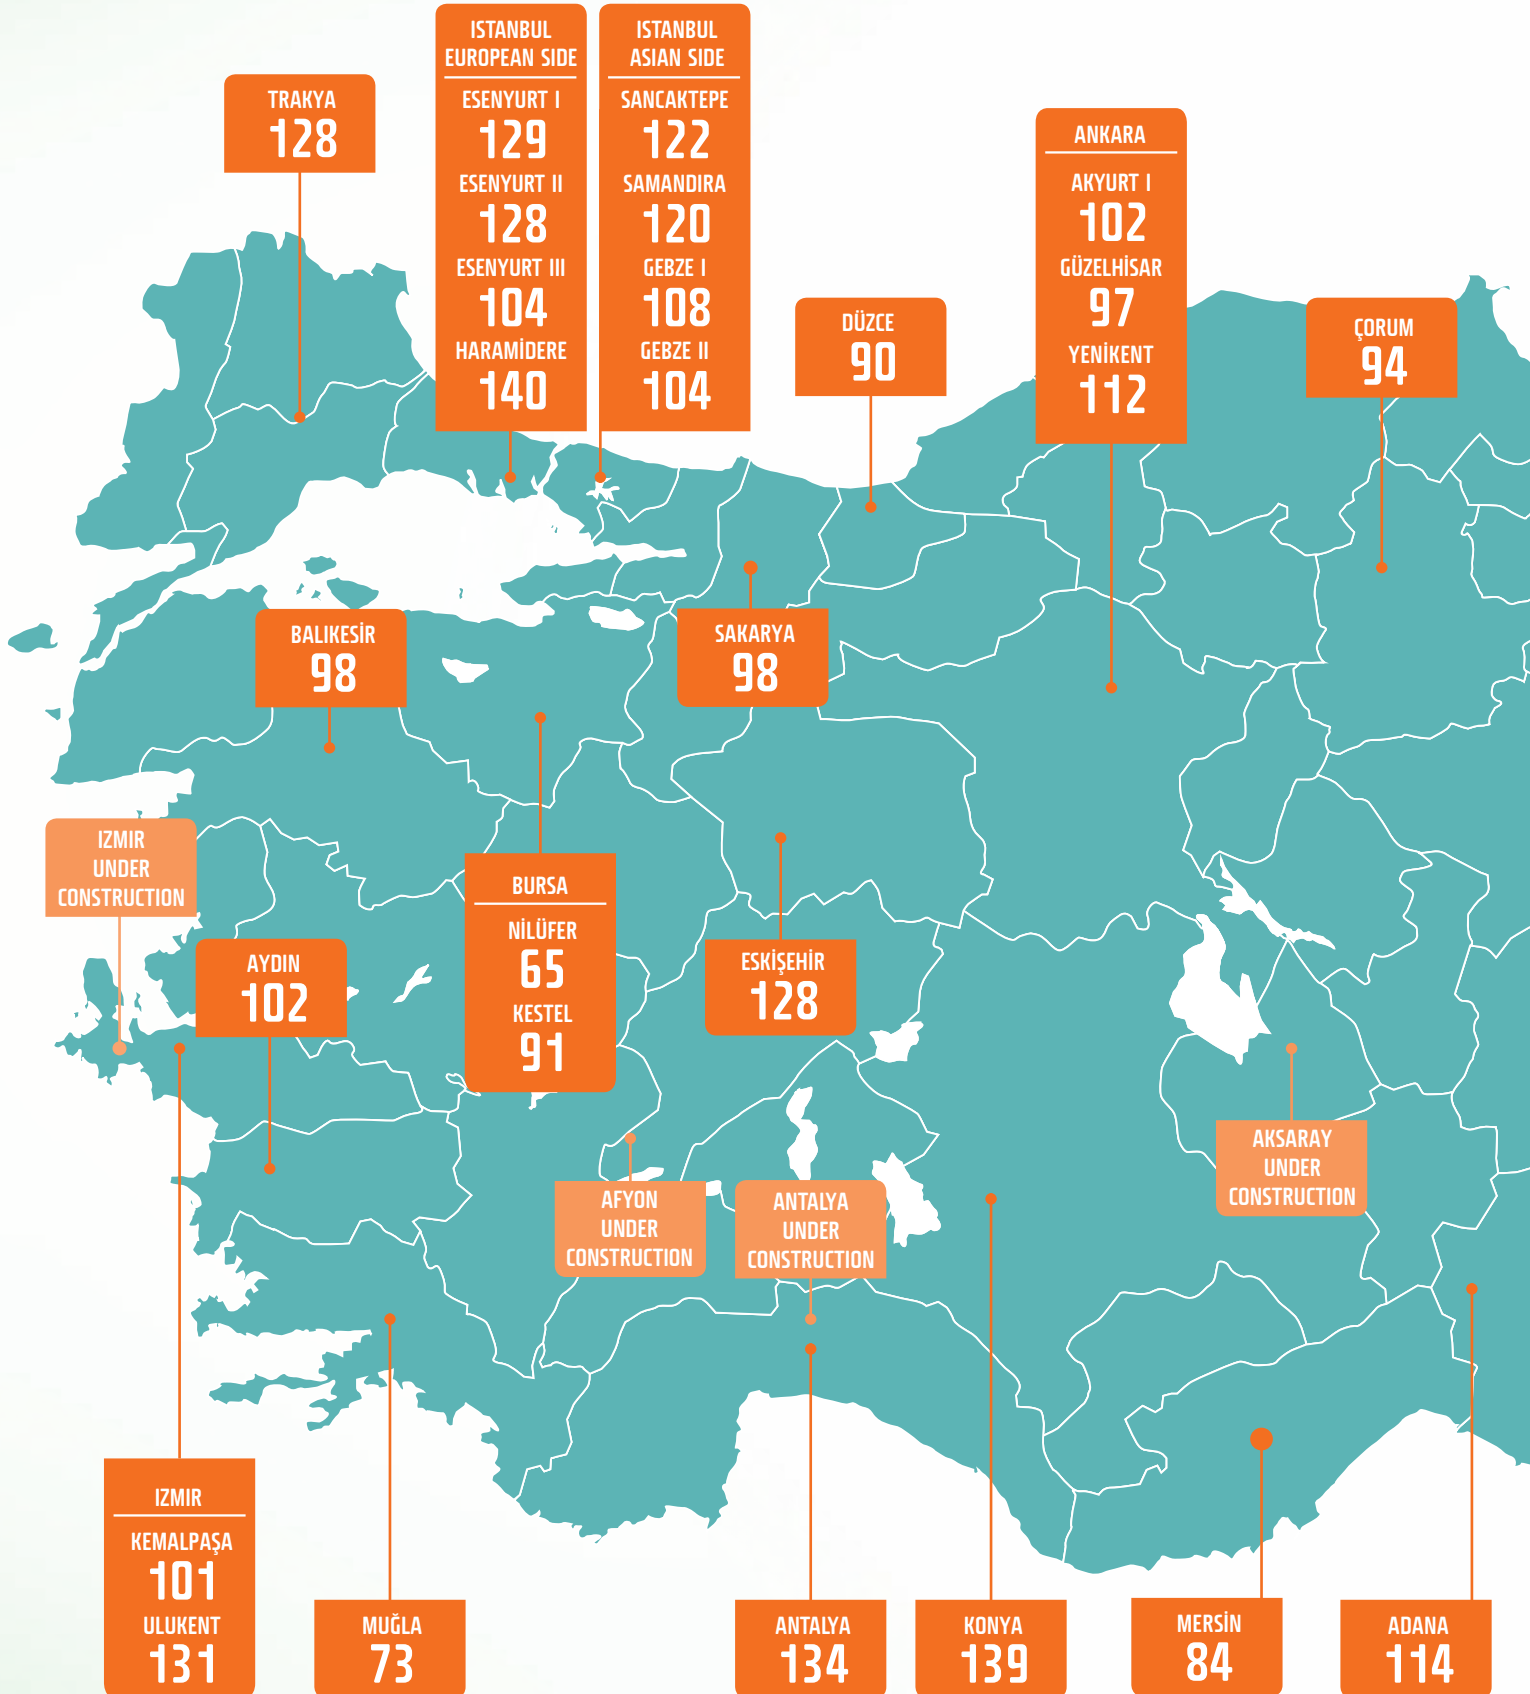 ISTANBUL
EUROPEAN SIDE
ESENYURT I
129
ESENYURT II
128
ESENYURT III
104
HARAMİDERE
140
ISTANBUL
ASIAN SIDE
SANCAKTEPE
122
SAMANDIRA
120
GEBZE I
108
GEBZE II
104
TRAKYA
128
ANKARA
AKYURT I
102
GÜZELHİSAR
97
YENİKENT
112
DÜZCE
90
ÇORUM
94
BALIKESİR
98
SAKARYA
98
IZMIR
UNDER
CONSTRUCTION
BURSA
NİLÜFER
65
KESTEL
91
AYDIN
102
ESKİŞEHİR
128
AKSARAY
UNDER
CONSTRUCTION
AFYON
UNDER
CONSTRUCTION
ANTALYA
UNDER
CONSTRUCTION
IZMIR
KEMALPAŞA
101
ULUKENT
131
MUĞLA
73
ANTALYA
134
KONYA
139
MERSİN
84
ADANA
114